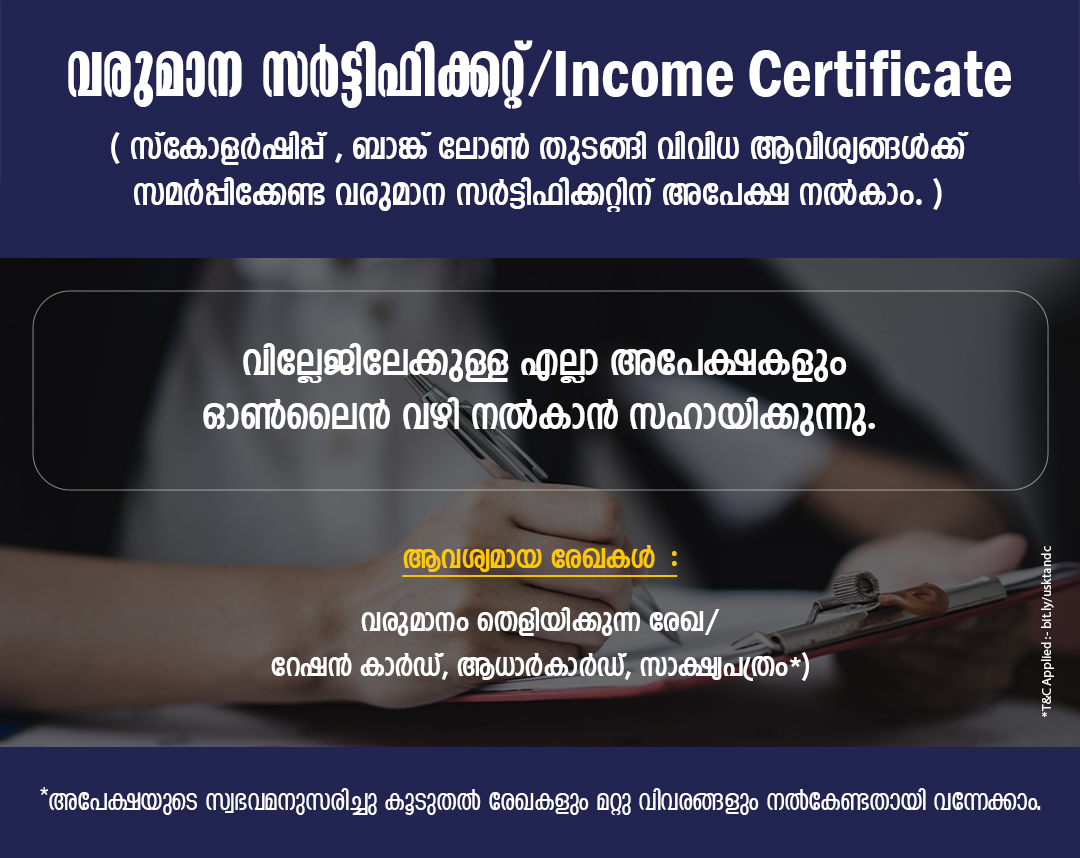 വരുമാന സർട്ടിഫിക്കറ്റ്/Income Certificate
( സ്കോളർഷിപ്പ് , ബാങ്ക് ലോൺ തുടങ്ങി വിവിധ ആവിശ്യങ്ങൾക്ക്
സമർപ്പിക്കേണ്ട വരുമാന സർട്ടിഫിക്കറ്റിന് അപേക്ഷ നൽകാം. )
വില്ലേജിലേക്കുള്ള എല്ലാ അപേക്ഷകളും
ഓൺലൈൻ വഴി നൽകാൻ സഹായിക്കുന്നു.
ആവശ്യമായ രേഖകൾ :
വരുമാനം തെളിയിക്കുന്ന രേഖ/
റേഷൻ കാർഡ്, ആധാർകാർഡ്, സാക്ഷ്യപത്രം*)
*T&C Applied :- bit.ly/usktandc
*അപേക്ഷയുടെ സ്വഭവമനുസരിച്ചു കൂടുതൽ രേഖകളും മറ്റു വിവരങ്ങളും നൽകേണ്ടതായി വന്നേക്കാം.